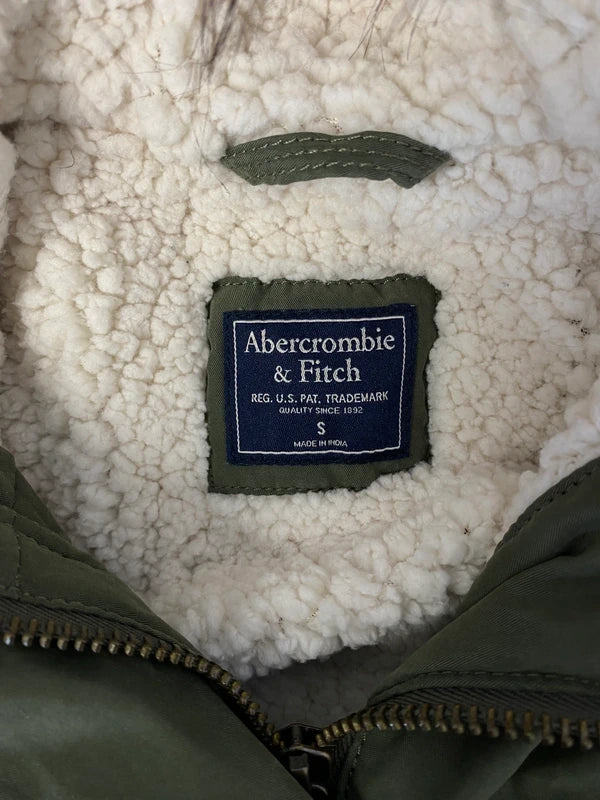 Abercrombie
& Fitch
REG. U.S. PAT. TRADEMARK
QUALITY SINCE 1892
S
MADE IN INDIA